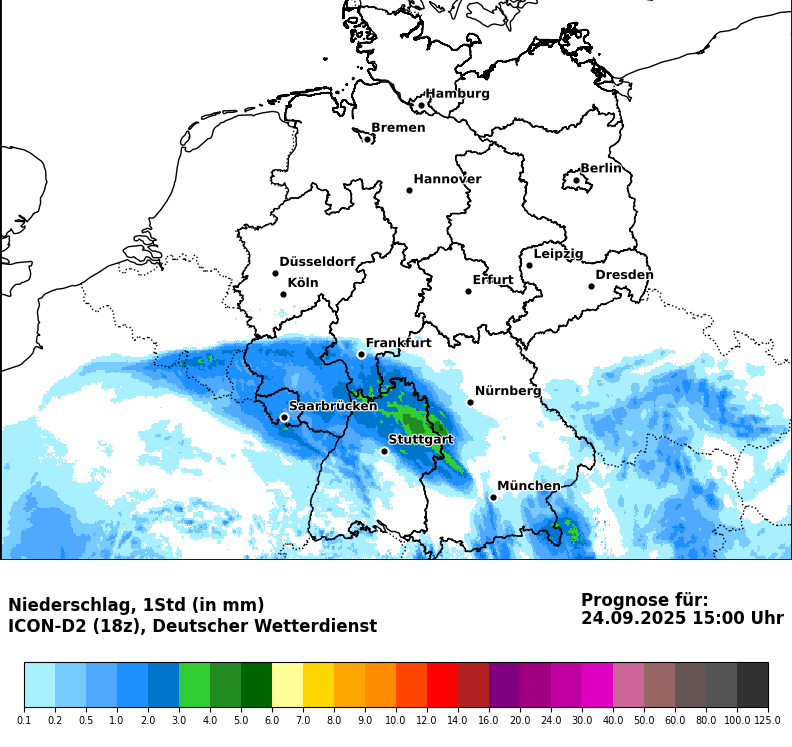 Hamburg
Bremen
Berlin
Hannover
Leipzig
Düsseldorf
Dresden
Köln
Erfurt
Frankfurt
Nürnberg
Saarbrücken
Stuttgart
München
Niederschlag, 1Std (in mm)
ICON-D2 (18z), Deutscher Wetterdienst
Prognose für:
24.09.2025 15:00 Uhr
0.1 0.2 0.5 1.0 2.0 3.0 4.0 5.0 6.0 7.0 8.0 9.0 10.0 12.0 14.0 16.0 20.0 24.0 30.0 40.0 50.0 60.0 80.0 100.0 125.0